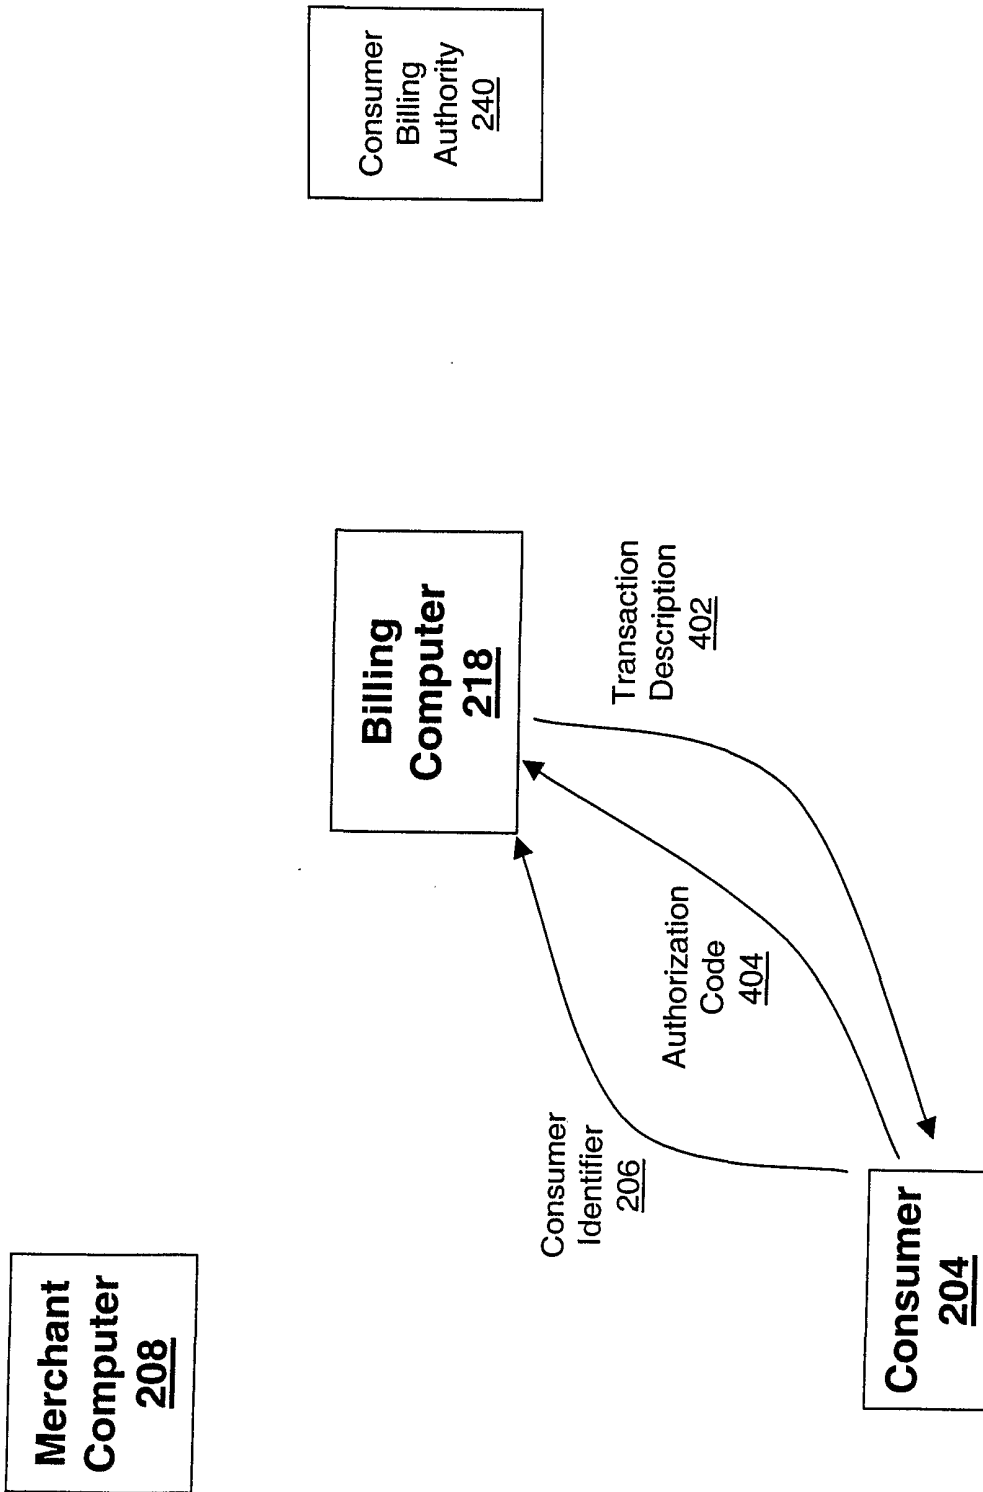 Merchant
Computer
208
Consumer
Billing
Authority
240
Billing
Computer
218
Transaction
Description
402
Authorization
Code
404
Consumer
Identifier
206
Consumer
204